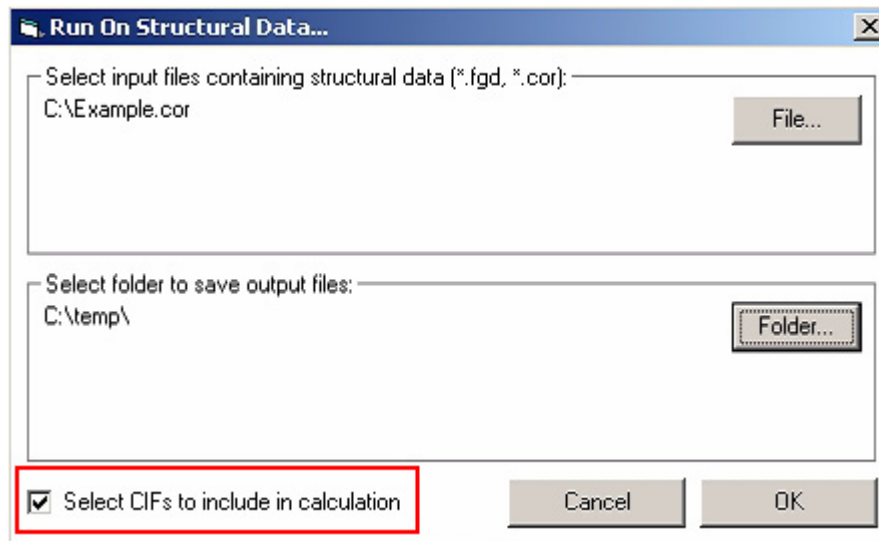 Run On Structural Data...
Select input files containing structural data (*.fgd, *.cor):
C:\Example.cor
File...
Select folder to save output files:
C:\temp\
Folder...
Select CIFs to include in calculation
Cancel
OK